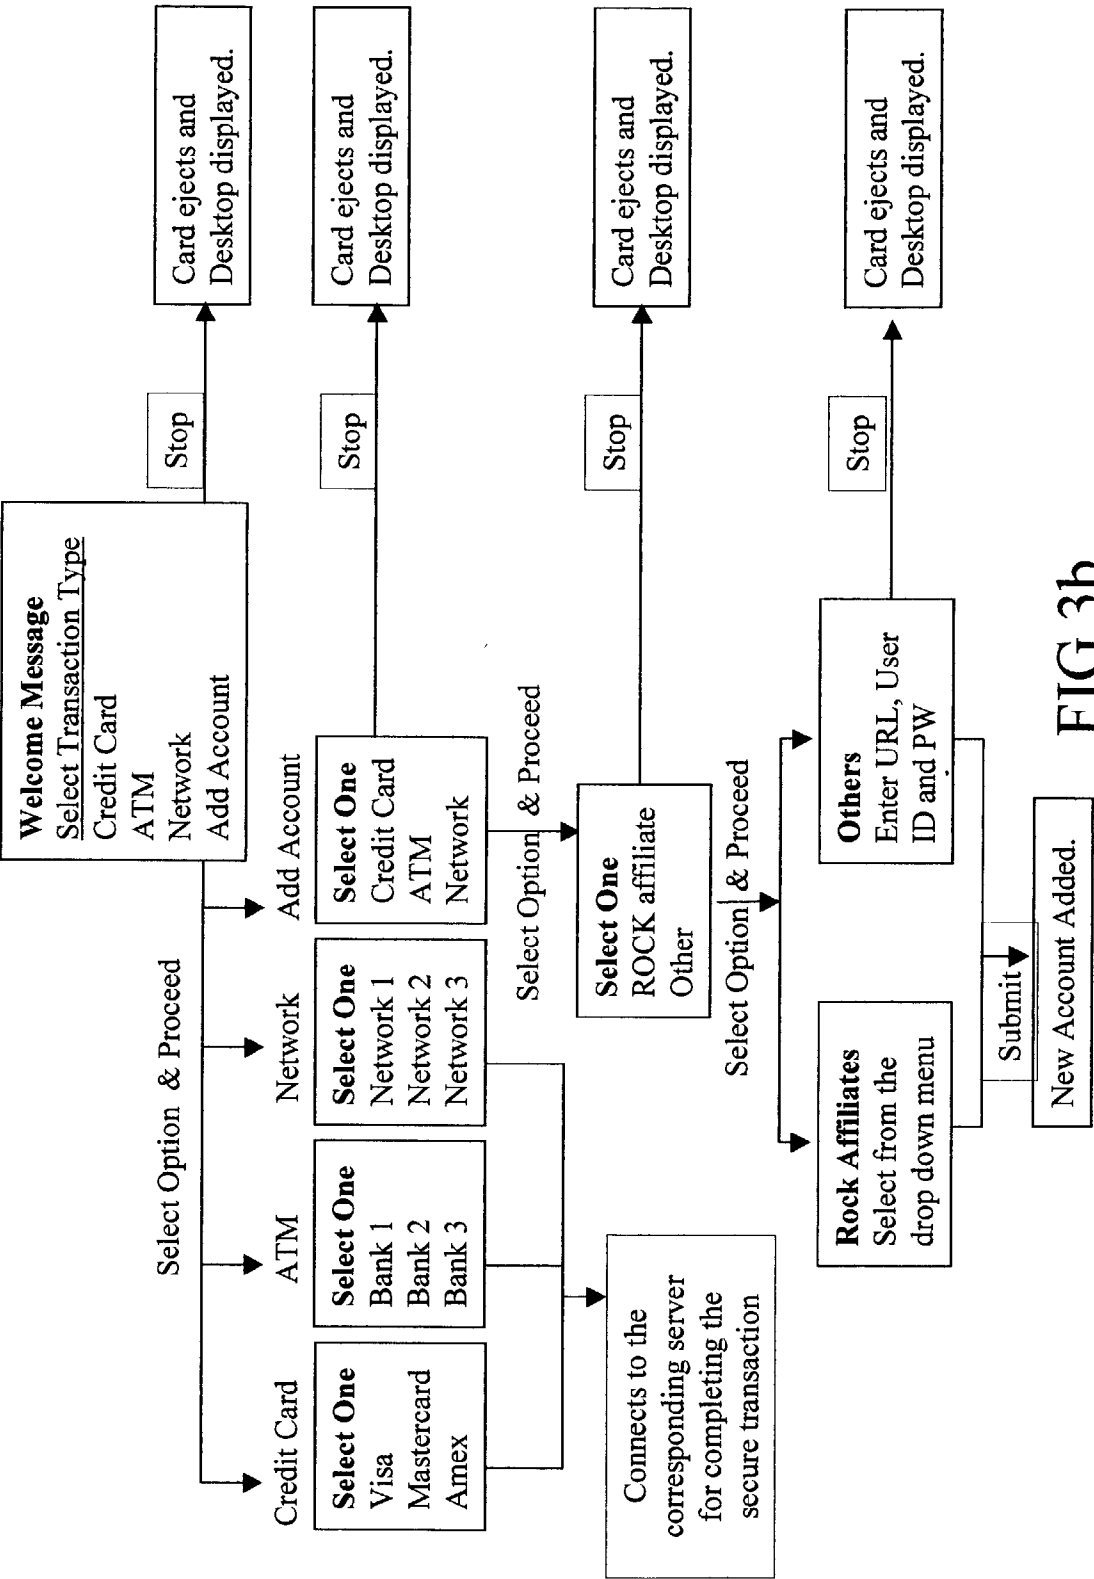 Welcome Message
Select Transaction Type
Credit Card
ATM
Network
Add Account
Stop
Card ejects and
Desktop displayed.
Select Option & Proceed
Credit Card
ATM
Network
Add Account
Select One
Visa
Mastercard
Amex
Select One
Bank 1
Bank 2
Bank 3
Select One
Network 1
Network 2
Network 3
Select One
Credit Card
ATM
Network
Stop
Card ejects and
Desktop displayed.
Select Option & Proceed
Connects to the
corresponding server
for completing the
secure transaction
Select One
ROCK affiliate
Other
Stop
Card ejects and
Desktop displayed.
Select Option & Proceed
Rock Affiliates
Select from the
drop down menu
Others
Enter URL, User
ID and PW
Stop
Card ejects and
Desktop displayed.
Submit
New Account Added.
FIG 3b